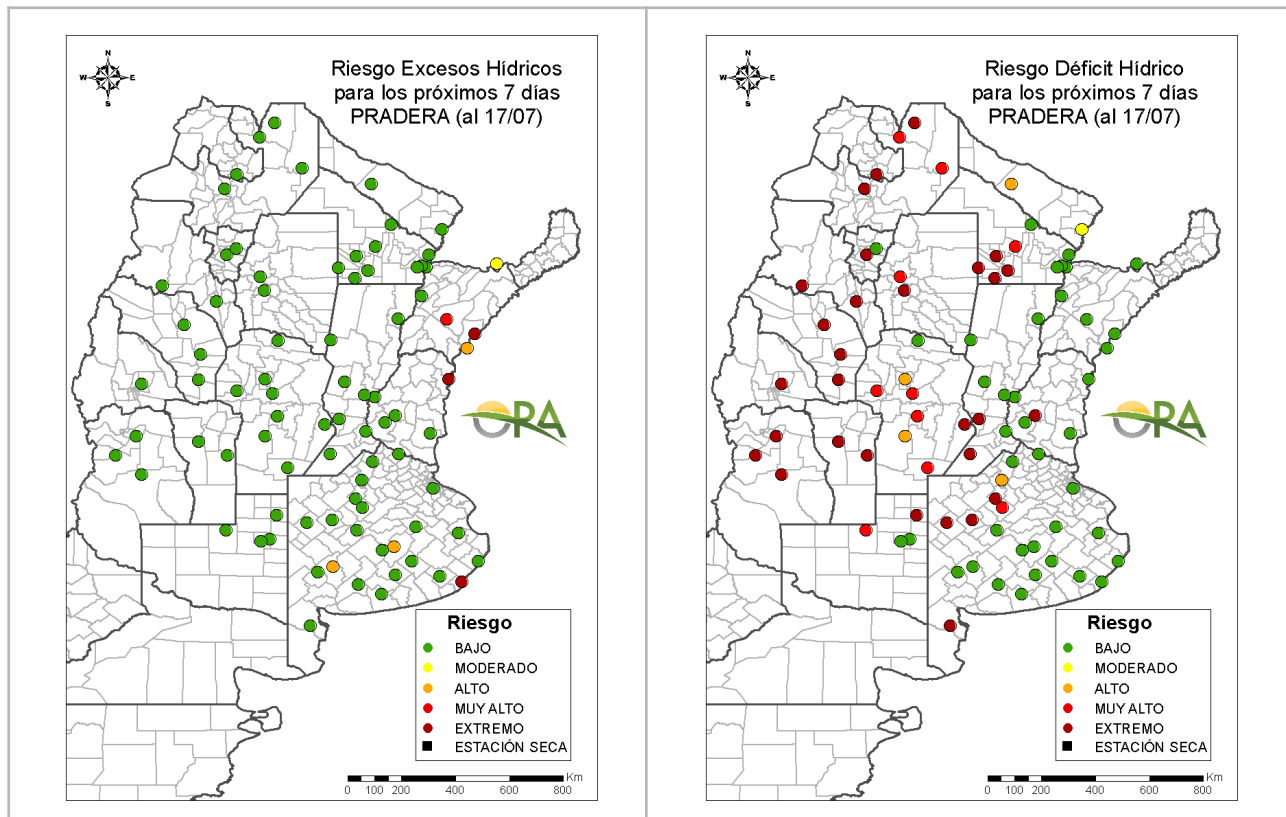 N
W
E
S
Riesgo Excesos Hídricos
para los próximos 7 días
PRADERA (al 17/07)
ORA
Riesgo
BAJO
MODERADO
ALTO
MUY ALTO
EXTREMO
ESTACIÓN SECA
Km
0 100 200 400 600 800
N
W
E
S
Riesgo Déficit Hídrico
para los próximos 7 días
PRADERA (al 17/07)
ORA
Riesgo
BAJO
MODERADO
ALTO
MUY ALTO
EXTREMO
ESTACIÓN SECA
Km
0 100 200 400 600 800